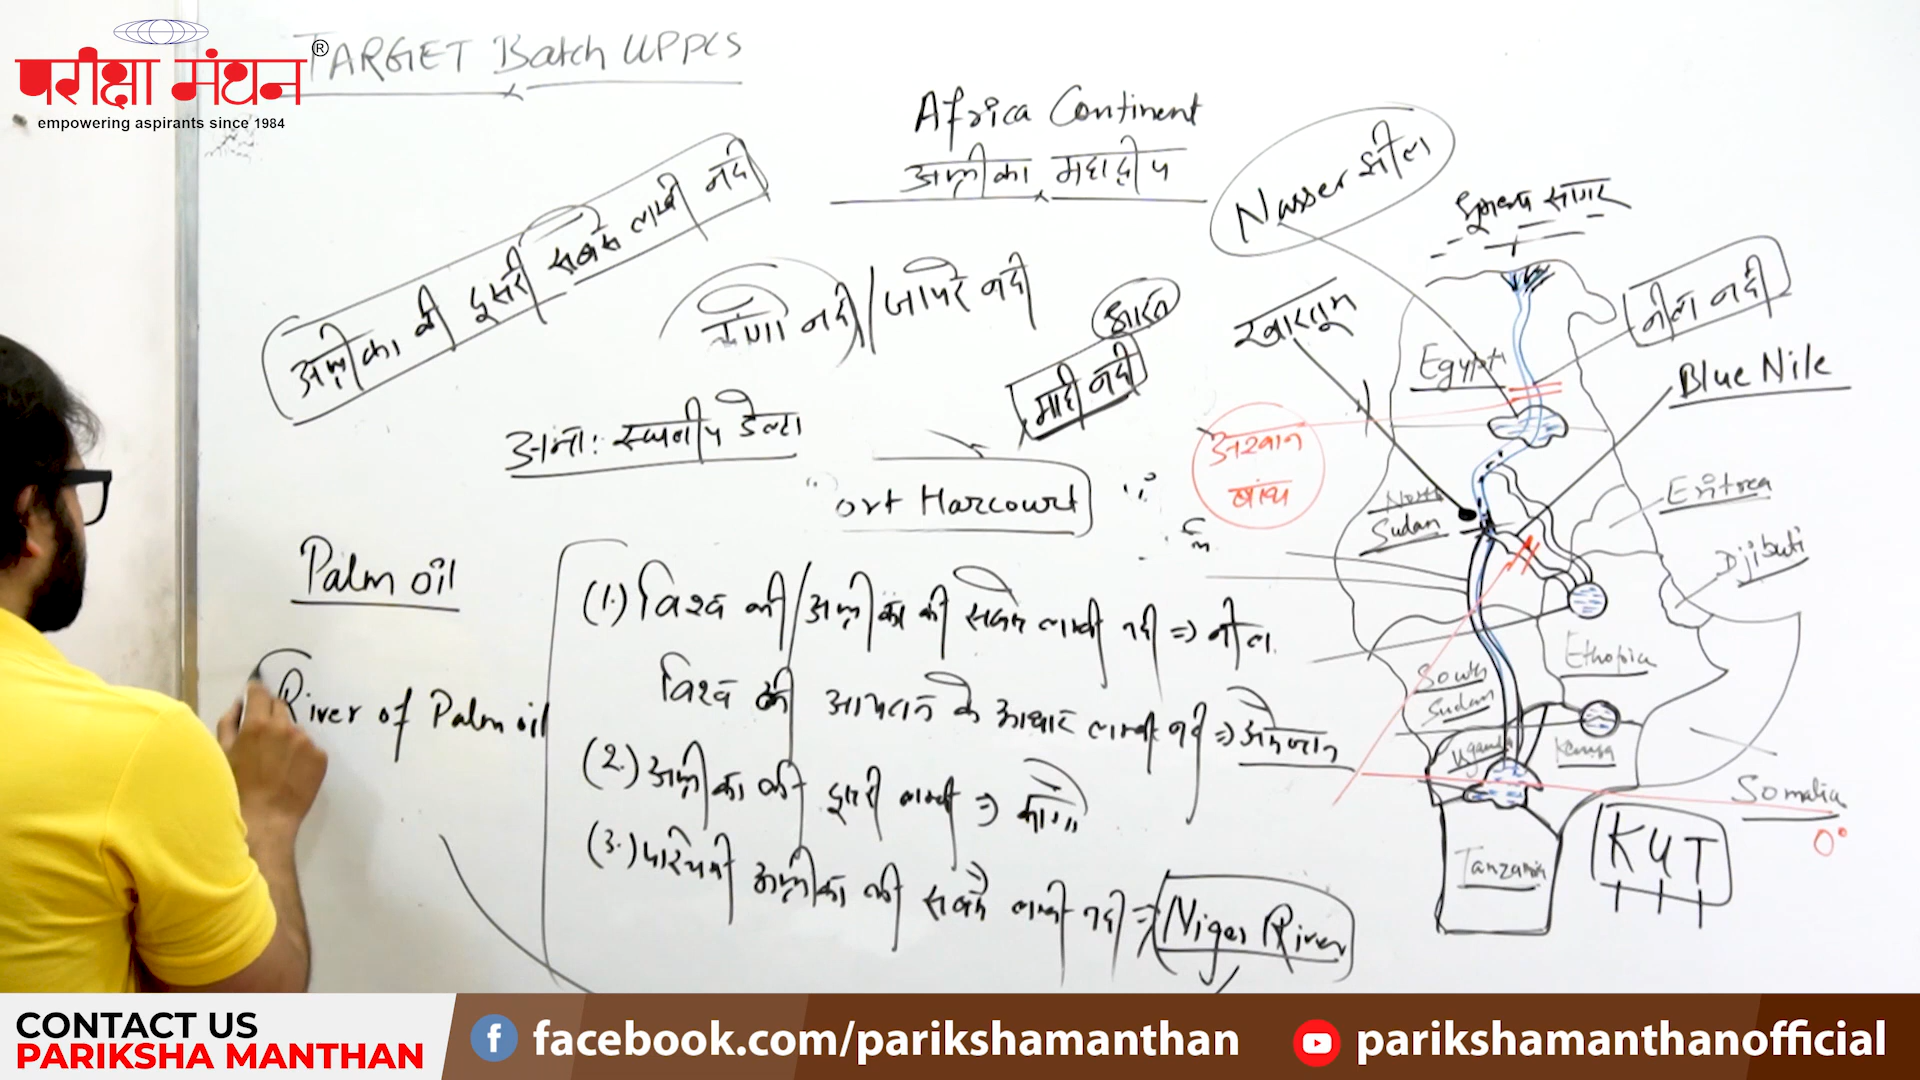 परीक्षा मंथन ®
empowering aspirants since 1984
TARGET Batch UPPCS
Africa Continent
अफ्रीका महाद्वीप
अफ्रीका की दूसरी सबसे लम्बी नदी
नदी / जायरे नदी
भारत
माही नदी
अन्तः स्थलीय डेल्टा
ort Harcourt
Palm oil
River of Palm oil
(1.) विश्व की / अफ्रीका की सबसे लम्बी नदी ⇒ नील
विश्व की आयतन के आधार लम्बी नदी ⇒ अमेजान
(2.) अफ्रीका की दूसरी लम्बी ⇒
(3.) पश्चिमी अफ्रीका की सबसे लम्बी नदी ⇒ Niger River
Nasser झील
भूमध्य सागर
नील नदी
खारतूम
Egypt
Blue Nile
अस्वान
बांध
North
Sudan
Eritrea
Djibuti
Ethopia
South
Sudan
Uganda
Kenya
Somalia
0°
Tanzania
KUT
CONTACT US
PARIKSHA MANTHAN
facebook.com/parikshamanthan
parikshamanthanofficial